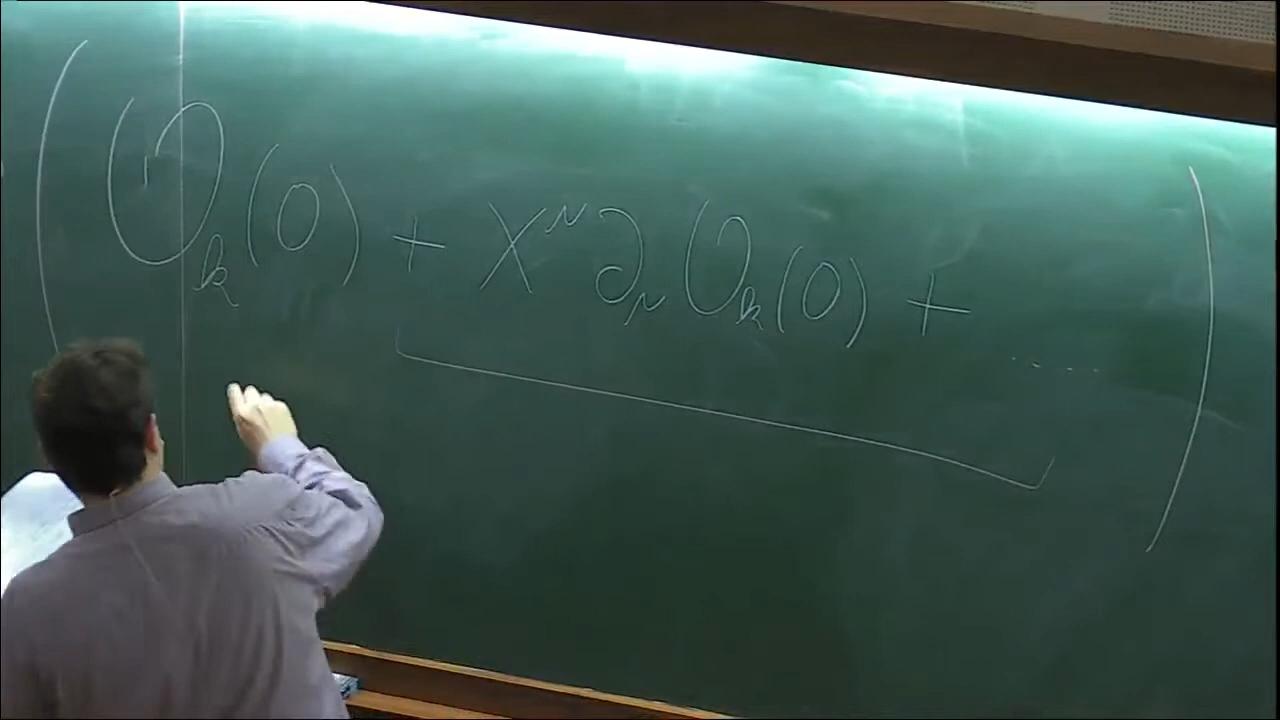 ( O_k(0) + x^μ ∂_μ O_k(0) + ..... )